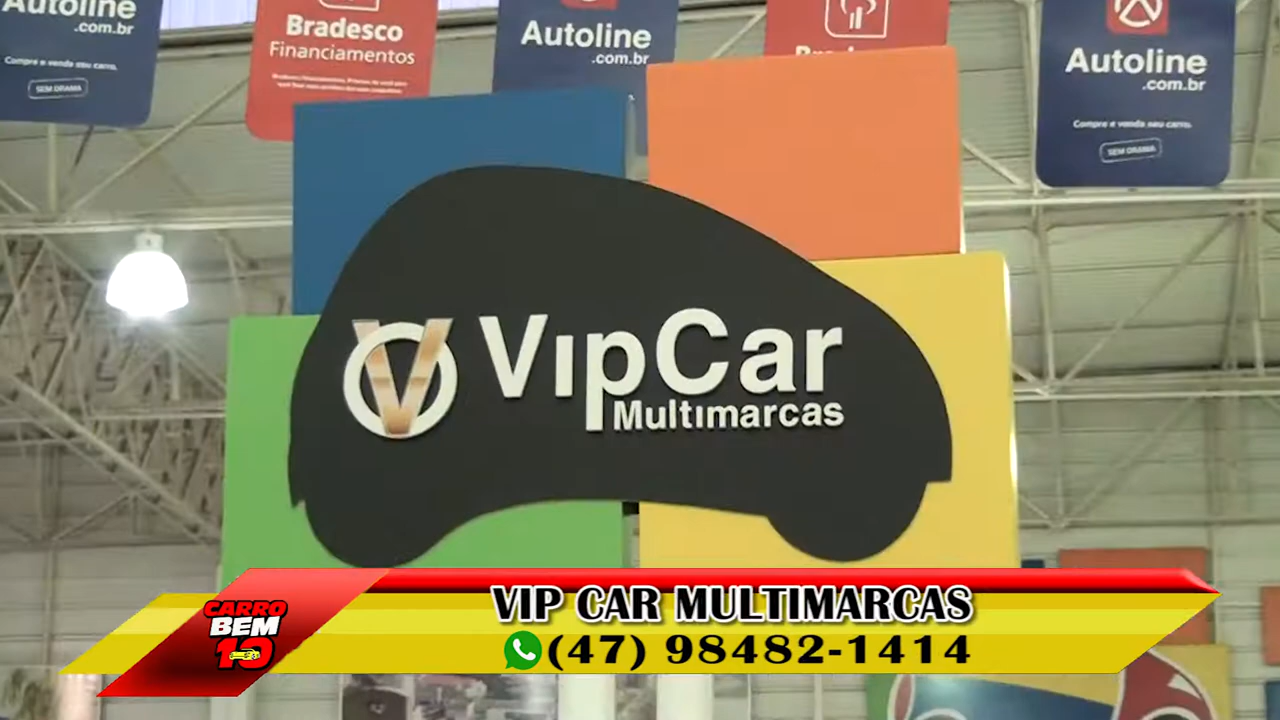 Autoline
.com.br
Compre e venda seu carro.
SEM DRAMA
Bradesco
Financiamentos
Autoline
.com.br
Autoline
.com.br
Compre e venda seu carro.
SEM DRAMA
V VipCar
Multimarcas
CARRO
BEM
10
VIP CAR MULTIMARCAS
(47) 98482-1414